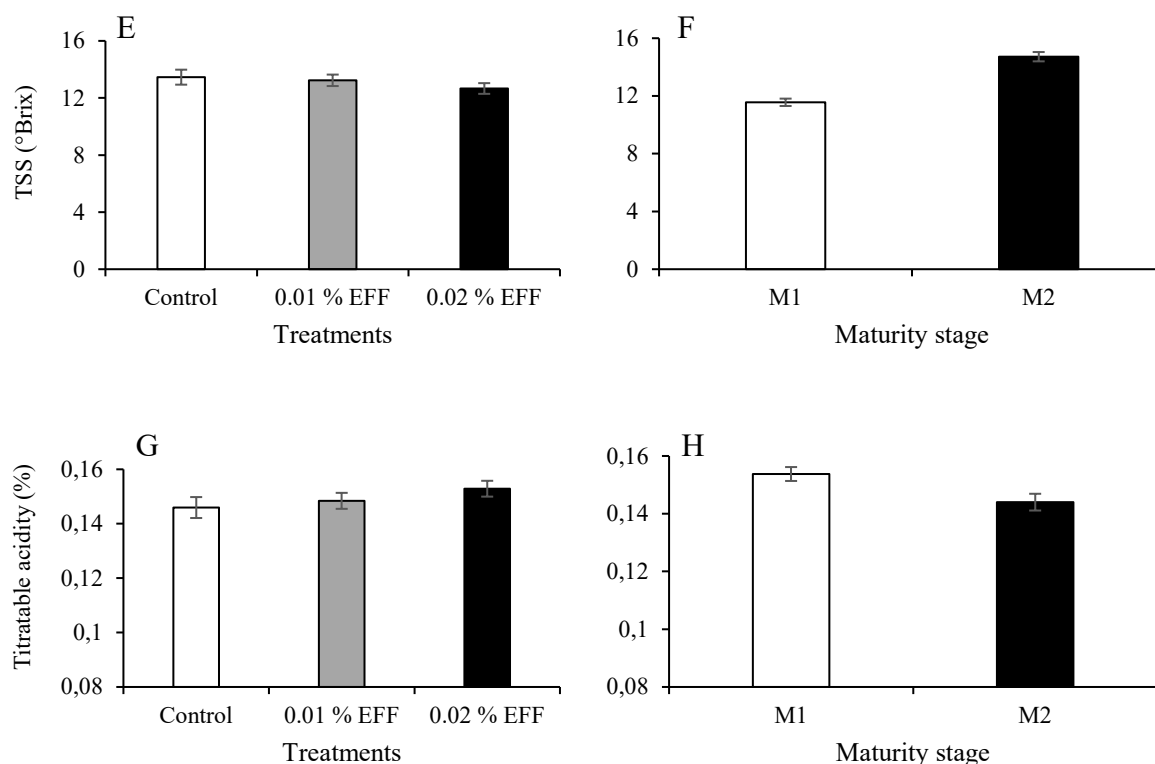 E
TSS (°Brix)
16
12
8
4
0
Control
0.01 % EFF
0.02 % EFF
Treatments
F
16
12
8
4
0
M1
M2
Maturity stage
G
Titratable acidity (%)
0,16
0,14
0,12
0,1
0,08
Control
0.01 % EFF
0.02 % EFF
Treatments
H
0,16
0,14
0,12
0,1
0,08
M1
M2
Maturity stage